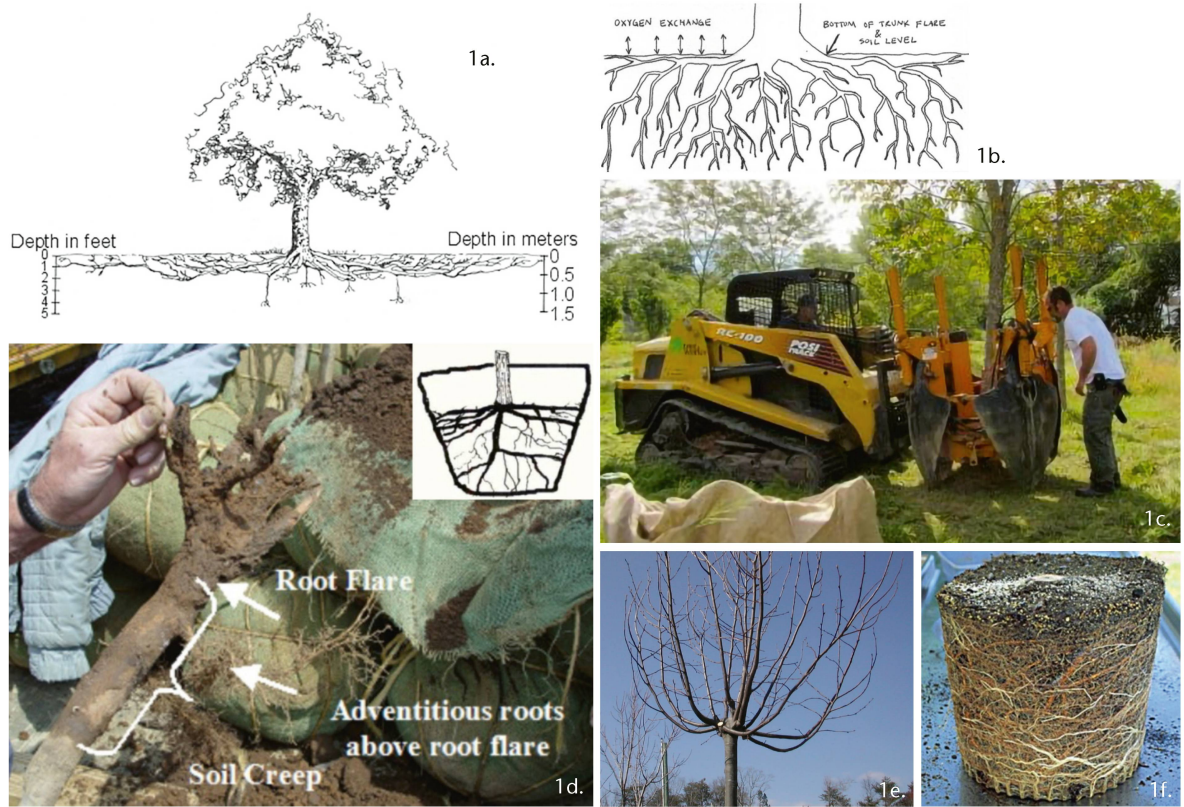 1a.
Depth in feet
Depth in meters
0
1
2
3
4
5
0
0.5
1.0
1.5
OXYGEN EXCHANGE
BOTTOM OF TRUNK FLARE
&
SOIL LEVEL
1b.
RC-100
POSI
TRACK
1c.
Root Flare
Adventitious roots
above root flare
Soil Creep
1d.
1e.
1f.